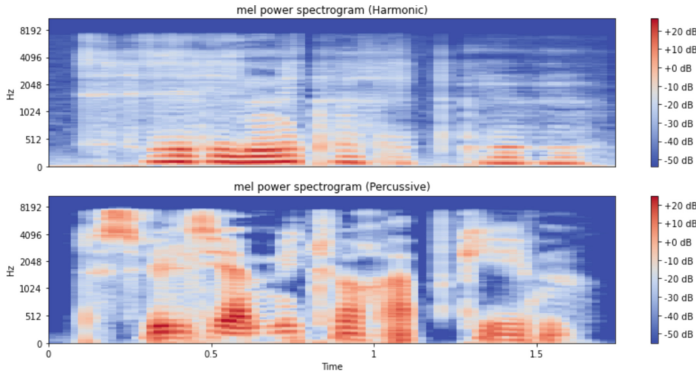 mel power spectrogram (Harmonic)
8192
4096
2048
1024
512
0
Hz
+20 dB
+10 dB
+0 dB
-10 dB
-20 dB
-30 dB
-40 dB
-50 dB
mel power spectrogram (Percussive)
8192
4096
2048
1024
512
0
Hz
0
0.5
1
1.5
Time
+20 dB
+10 dB
+0 dB
-10 dB
-20 dB
-30 dB
-40 dB
-50 dB